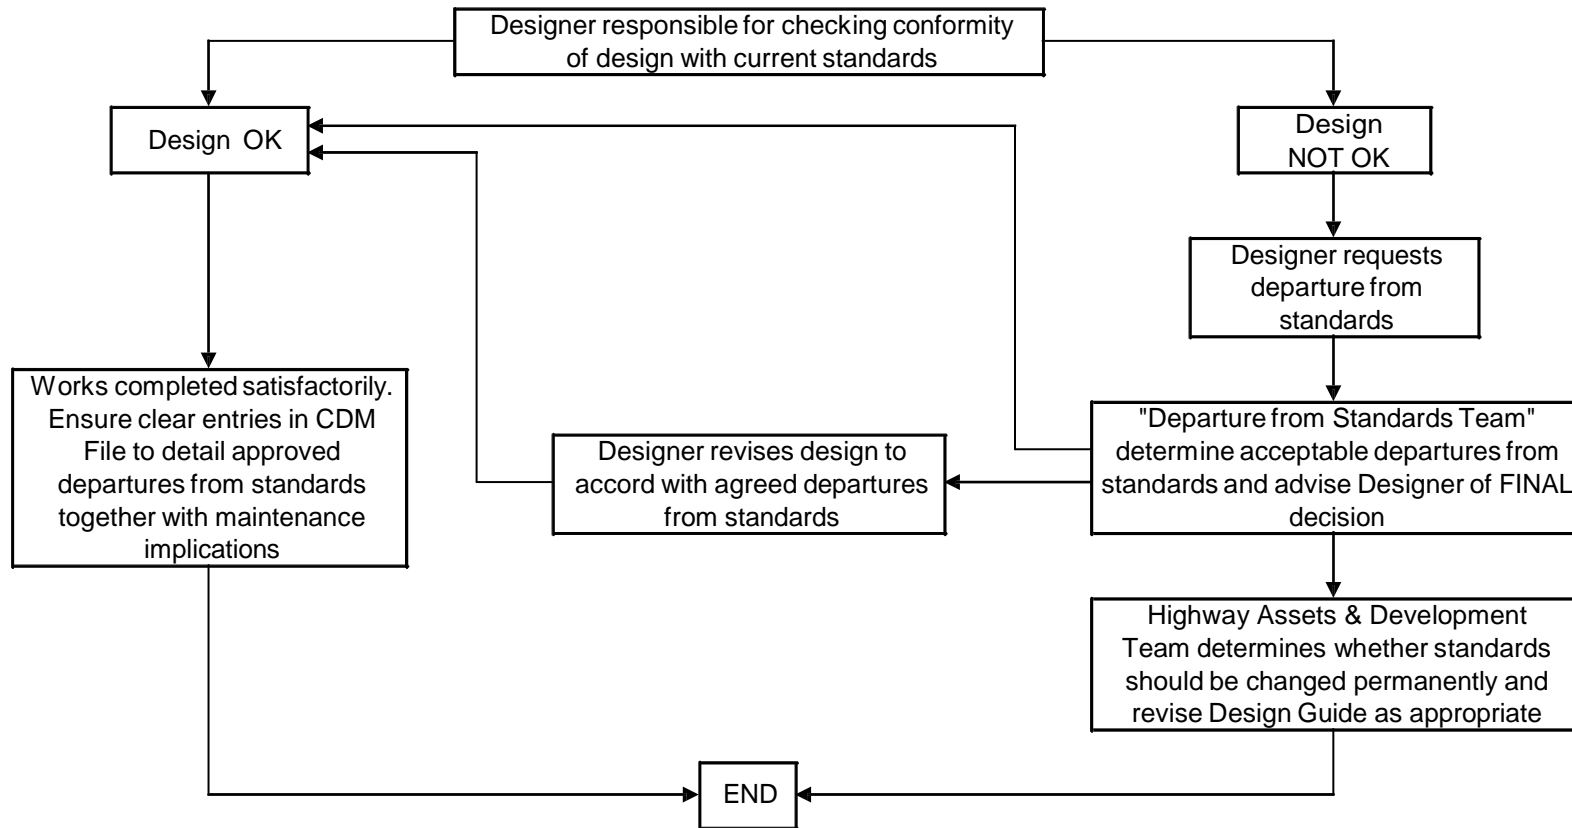 Designer responsible for checking conformity
of design with current standards
Design OK
Design
NOT OK
Designer requests
departure from
standards
Works completed satisfactorily.
Ensure clear entries in CDM
File to detail approved
departures from standards
together with maintenance
implications
Designer revises design to
accord with agreed departures
from standards
"Departure from Standards Team"
determine acceptable departures from
standards and advise Designer of FINAL
decision
Highway Assets & Development
Team determines whether standards
should be changed permanently and
revise Design Guide as appropriate
END